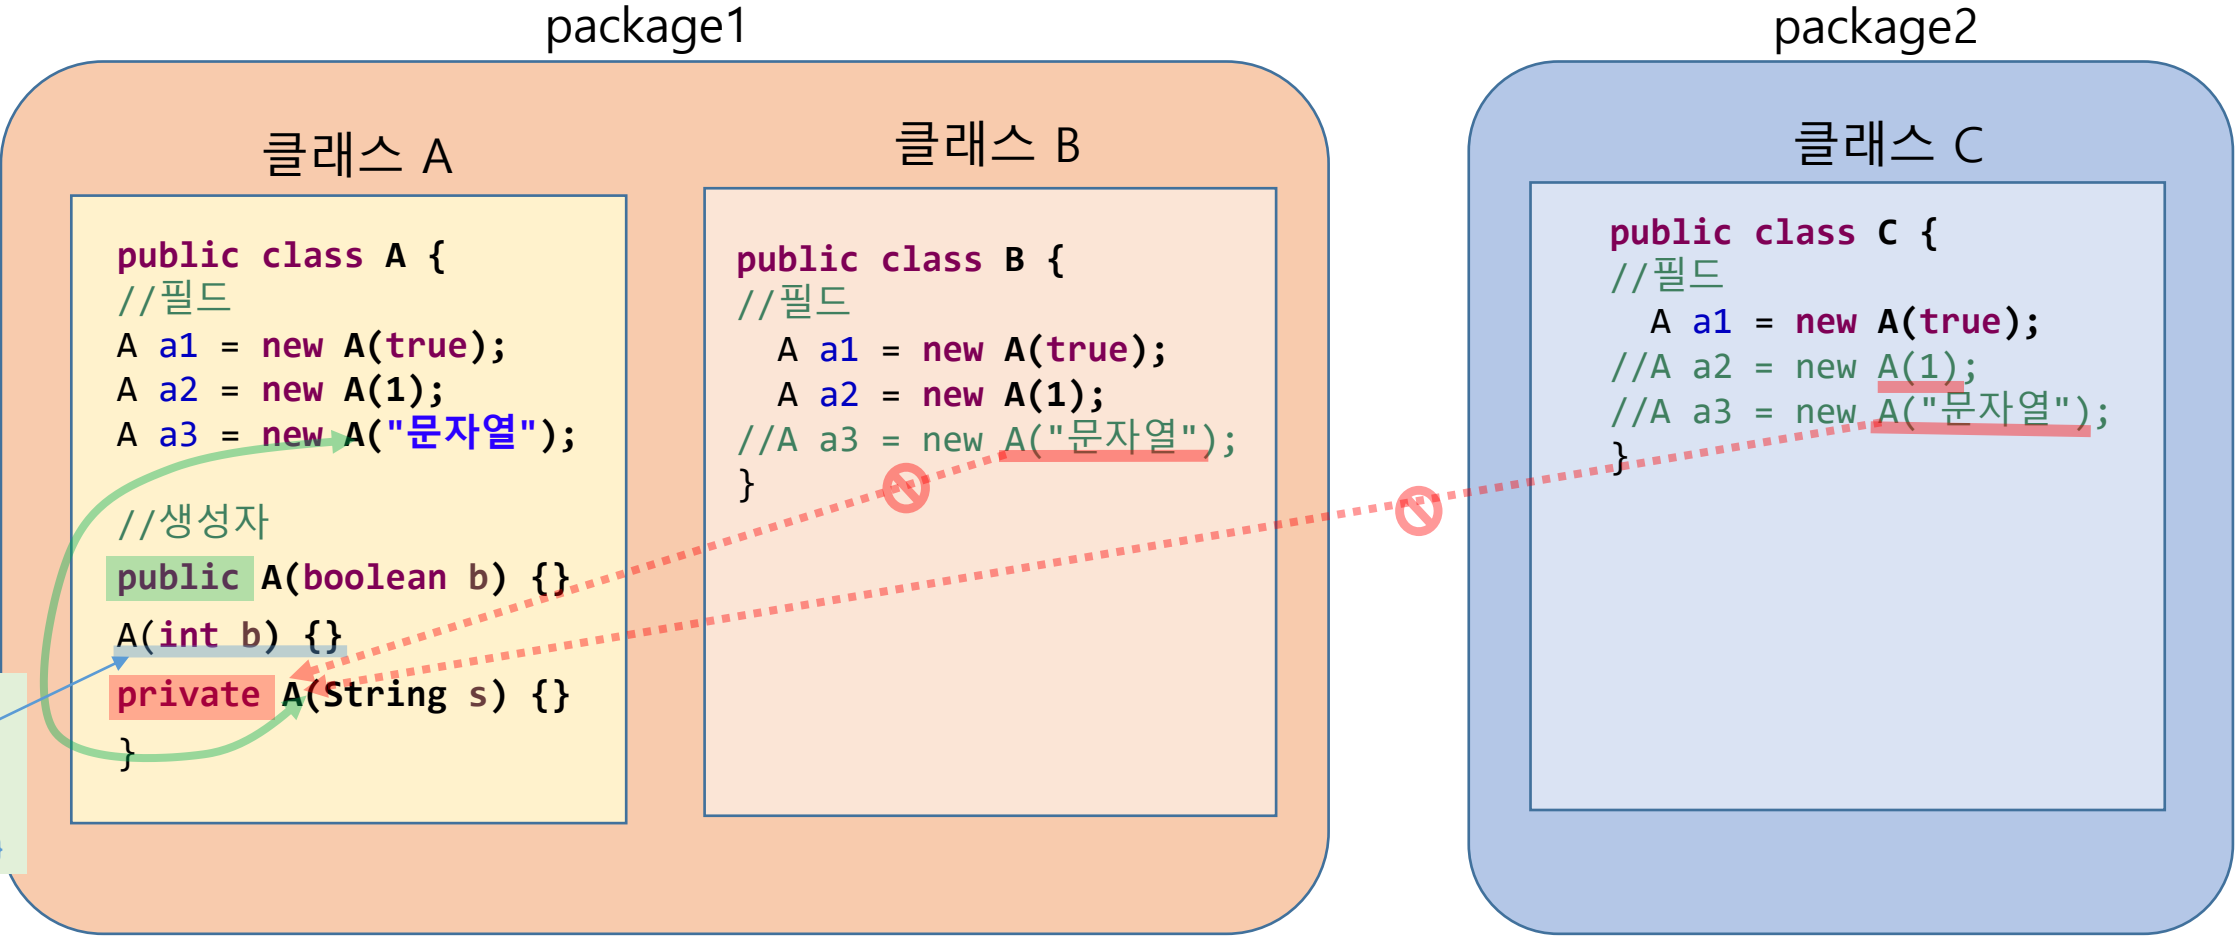 package1
클래스 A
public class A {
//필드
A a1 = new A(true);
A a2 = new A(1);
A a3 = new A("문자열");
//생성자
public A(boolean b) {}
A(int b) {}
private A(String s) {}
}
클래스 B
public class B {
//필드
A a1 = new A(true);
A a2 = new A(1);
//A a3 = new A("문자열");
}
package2
클래스 C
public class C {
//필드
A a1 = new A(true);
//A a2 = new A(1);
//A a3 = new A("문자열");
}